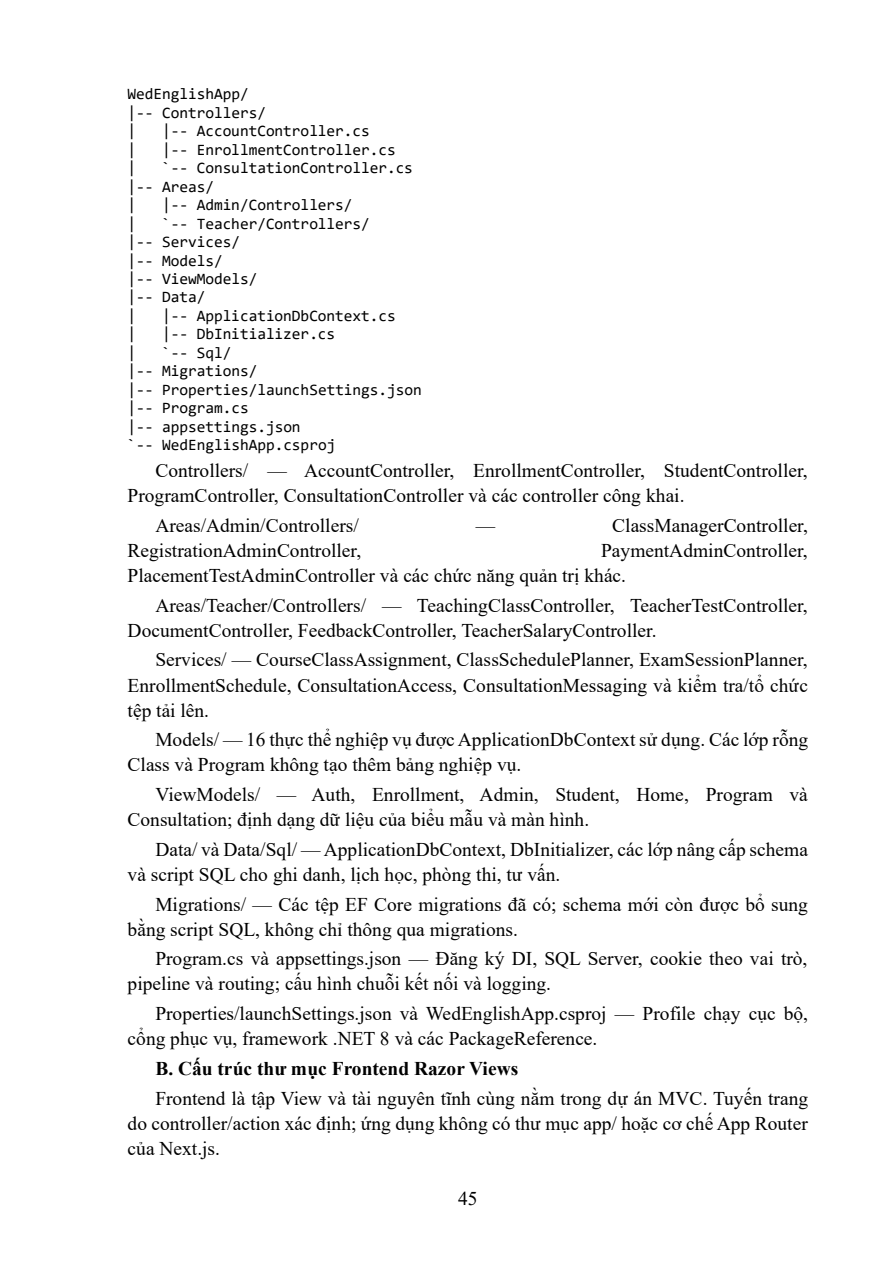 WedEnglishApp/
|-- Controllers/
|   |-- AccountController.cs
|   |-- EnrollmentController.cs
|   `-- ConsultationController.cs
|-- Areas/
|   |-- Admin/Controllers/
|   `-- Teacher/Controllers/
|-- Services/
|-- Models/
|-- ViewModels/
|-- Data/
|   |-- ApplicationDbContext.cs
|   |-- DbInitializer.cs
|   `-- Sql/
|-- Migrations/
|-- Properties/launchSettings.json
|-- Program.cs
|-- appsettings.json
`-- WedEnglishApp.csproj
Controllers/ — AccountController, EnrollmentController, StudentController,
ProgramController, ConsultationController và các controller công khai.
Areas/Admin/Controllers/ — ClassManagerController,
RegistrationAdminController, PaymentAdminController,
PlacementTestAdminController và các chức năng quản trị khác.
Areas/Teacher/Controllers/ — TeachingClassController, TeacherTestController,
DocumentController, FeedbackController, TeacherSalaryController.
Services/ — CourseClassAssignment, ClassSchedulePlanner, ExamSessionPlanner,
EnrollmentSchedule, ConsultationAccess, ConsultationMessaging và kiểm tra/tổ chức
tệp tải lên.
Models/ — 16 thực thể nghiệp vụ được ApplicationDbContext sử dụng. Các lớp rỗng
Class và Program không tạo thêm bảng nghiệp vụ.
ViewModels/ — Auth, Enrollment, Admin, Student, Home, Program và
Consultation; định dạng dữ liệu của biểu mẫu và màn hình.
Data/ và Data/Sql/ — ApplicationDbContext, DbInitializer, các lớp nâng cấp schema
và script SQL cho ghi danh, lịch học, phòng thi, tư vấn.
Migrations/ — Các tệp EF Core migrations đã có; schema mới còn được bổ sung
bằng script SQL, không chỉ thông qua migrations.
Program.cs và appsettings.json — Đăng ký DI, SQL Server, cookie theo vai trò,
pipeline và routing; cấu hình chuỗi kết nối và logging.
Properties/launchSettings.json và WedEnglishApp.csproj — Profile chạy cục bộ,
cổng phục vụ, framework .NET 8 và các PackageReference.
B. Cấu trúc thư mục Frontend Razor Views
Frontend là tập View và tài nguyên tĩnh cùng nằm trong dự án MVC. Tuyến trang
do controller/action xác định; ứng dụng không có thư mục app/ hoặc cơ chế App Router
của Next.js.
45